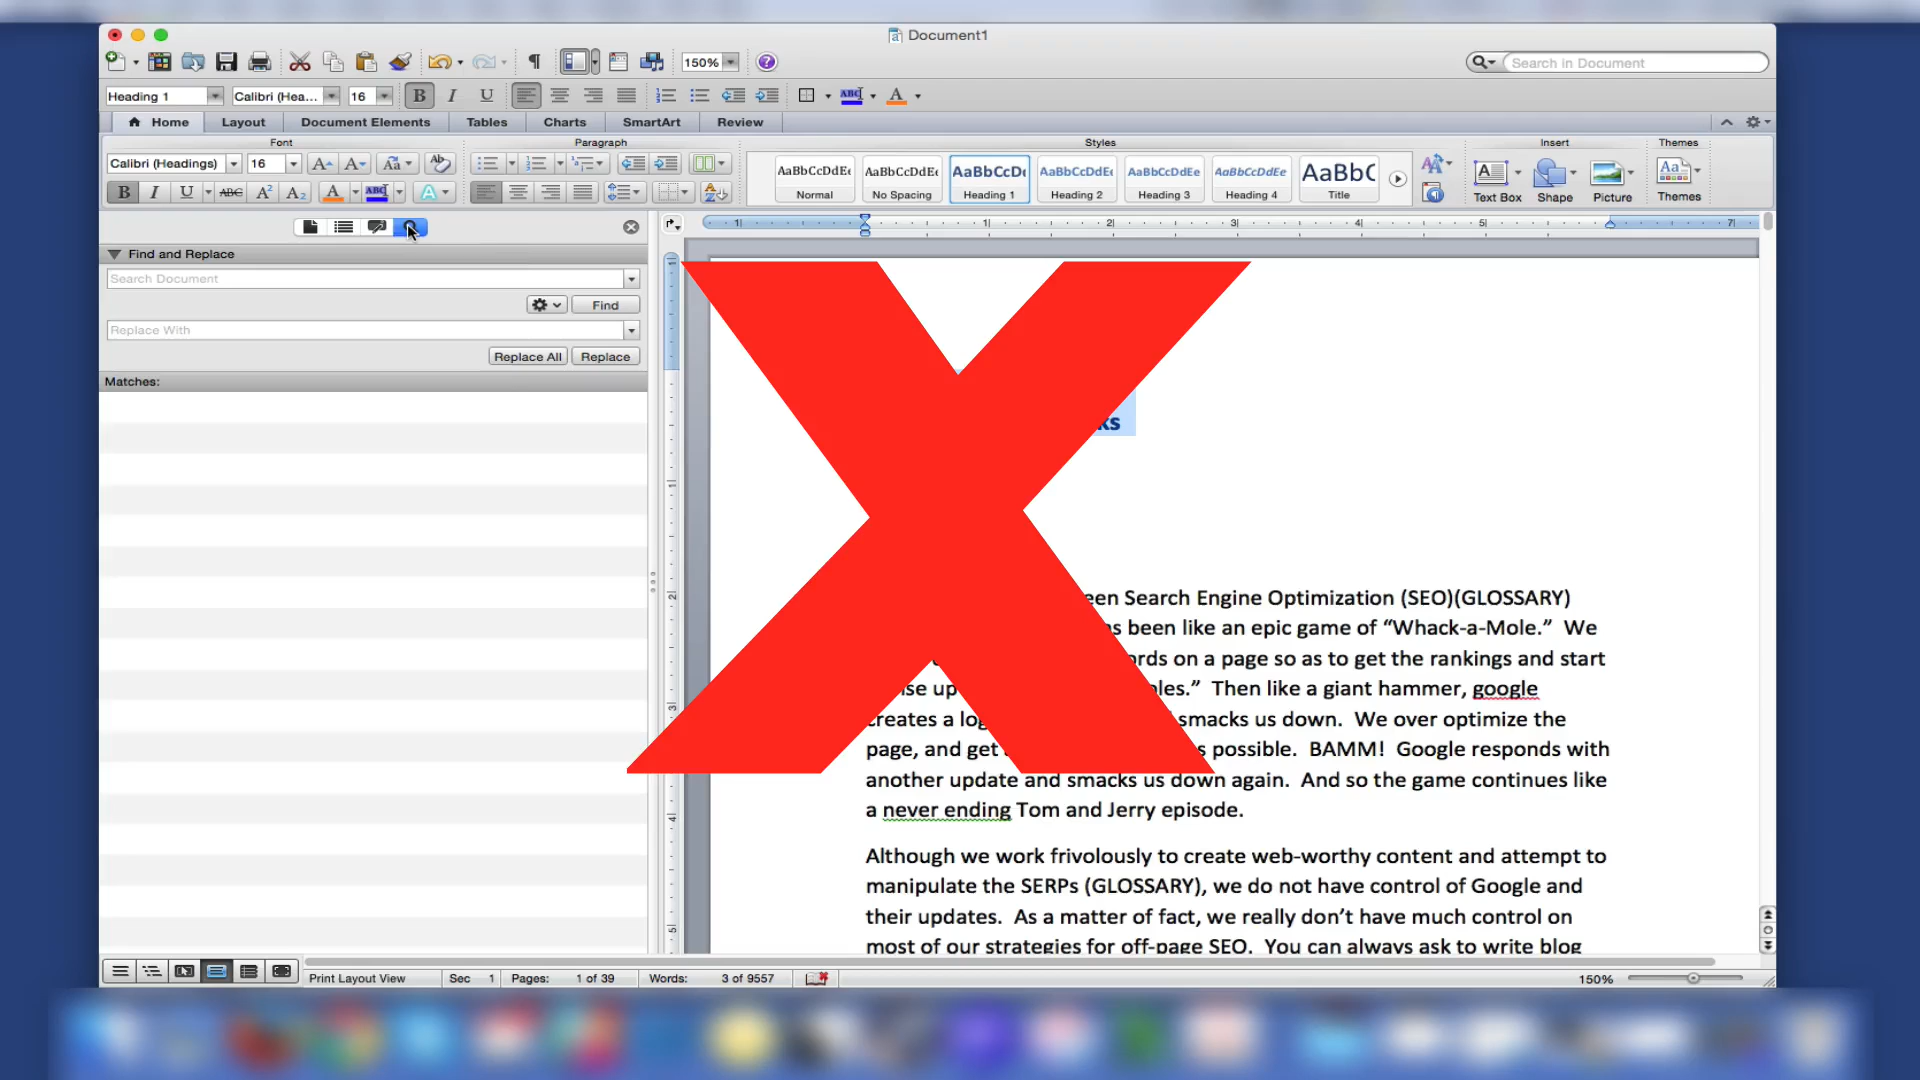 Document1
150%
Search in Document
Heading 1
Calibri (Hea...
16
B I U
ABC
A
Home
Layout
Document Elements
Tables
Charts
SmartArt
Review
Font
Paragraph
Styles
Insert
Themes
Calibri (Headings)
16
AaBbCcDdEe
Normal
AaBbCcDdEe
No Spacing
AaBbCcDc
Heading 1
AaBbCcDdEe
Heading 2
AaBbCcDdEe
Heading 3
AaBbCcDdEe
Heading 4
AaBbC
Title
Text Box
Shape
Picture
Themes
B I U ABC A² A₂
Find and Replace
Search Document
Find
Replace With
Replace All
Replace
Matches:
ks
een Search Engine Optimization (SEO)(GLOSSARY)
s been like an epic game of “Whack-a-Mole.” We
rds on a page so as to get the rankings and start
se up les.” Then like a giant hammer, google
creates a log smacks us down. We over optimize the
page, and get s possible. BAMM! Google responds with
another update and smacks us down again. And so the game continues like
a never ending Tom and Jerry episode.
Although we work frivolously to create web-worthy content and attempt to
manipulate the SERPs (GLOSSARY), we do not have control of Google and
their updates. As a matter of fact, we really don’t have much control on
most of our strategies for off-page SEO. You can always ask to write blog
Print Layout View
Sec 1
Pages: 1 of 39
Words: 3 of 9557
150%